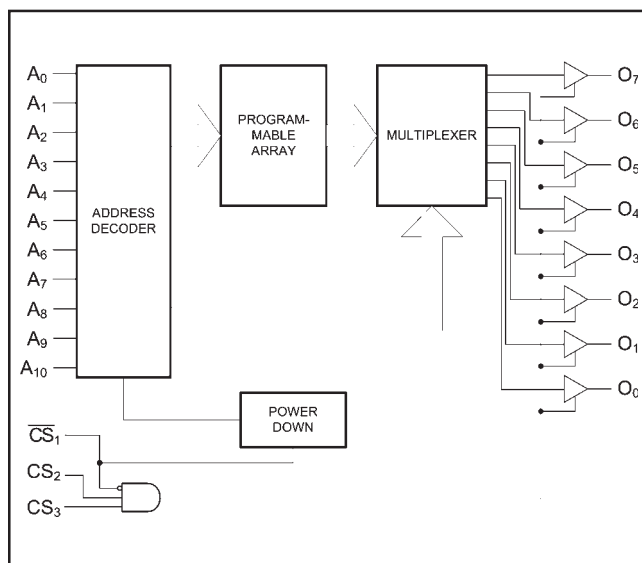 A0
A1
A2
A3
A4
A5
A6
A7
A8
A9
A10
ADDRESS
DECODER
PROGRAM-
MABLE
ARRAY
MULTIPLEXER
O7
O6
O5
O4
O3
O2
O1
O0
POWER
DOWN
C̅S̅1
CS2
CS3